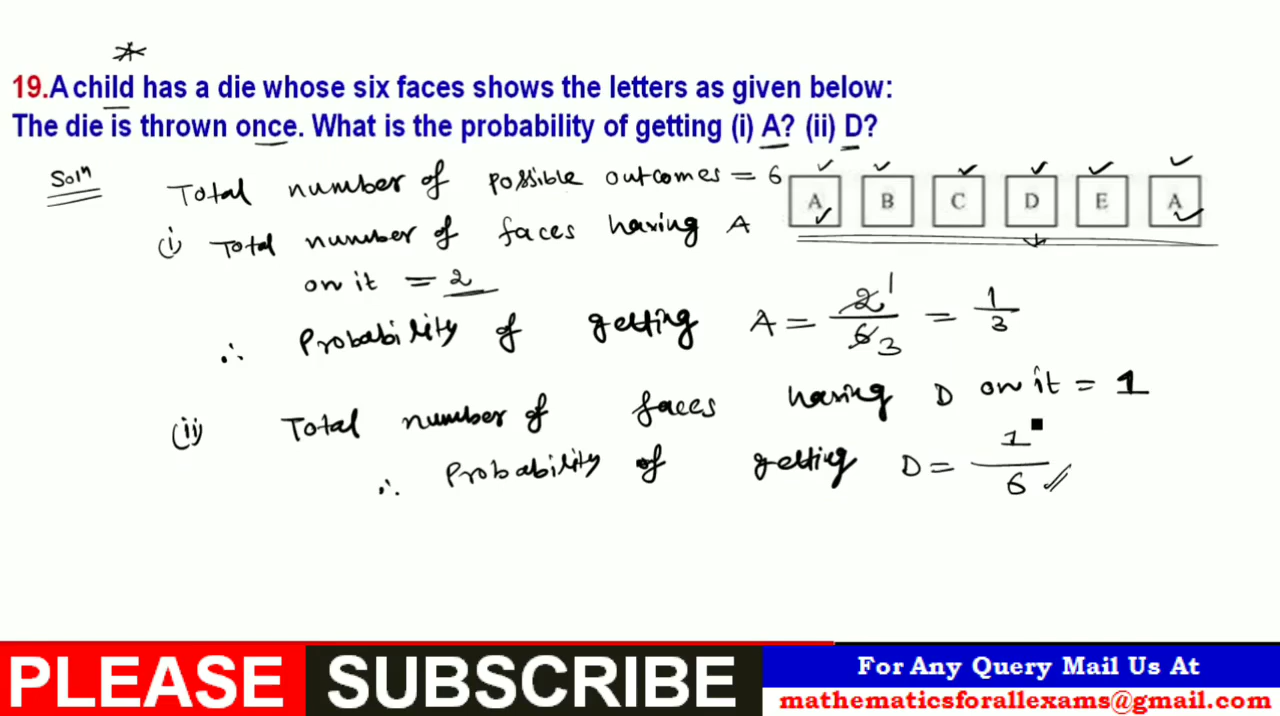 19.A child has a die whose six faces shows the letters as given below:
The die is thrown once. What is the probability of getting (i) A? (ii) D?
Soln
Total number of possible outcomes = 6
A B C D E A
(i) Total number of faces having A
on it = 2
∴ Probability of getting A = 2/6 = 1/3
1
3
(ii) Total number of faces having D on it = 1
∴ Probability of getting D = 1/6
PLEASE SUBSCRIBE
For Any Query Mail Us At
mathematicsforallexams@gmail.com